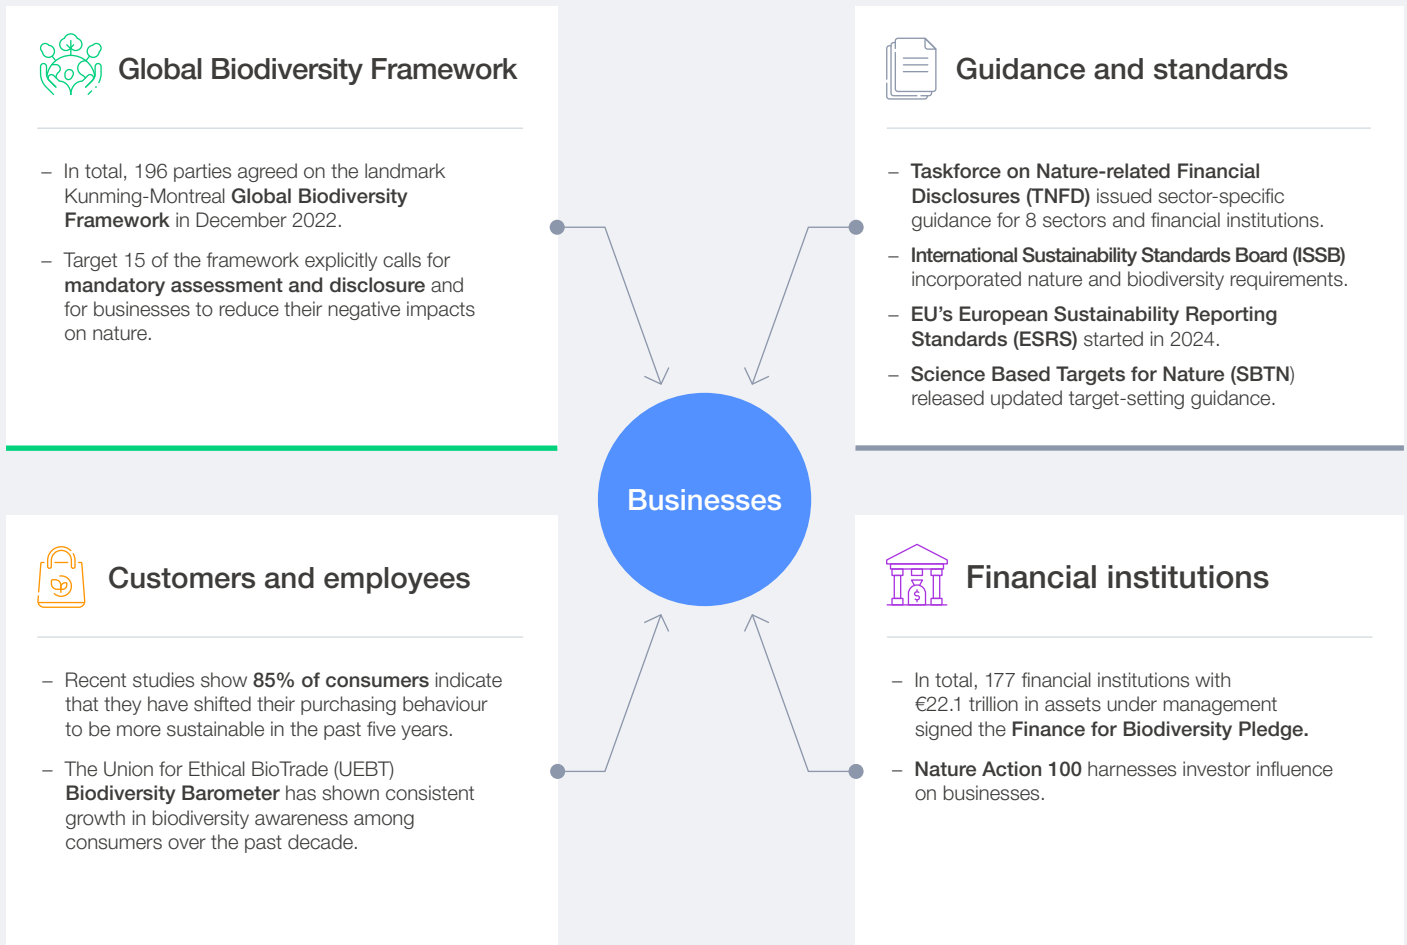 Global Biodiversity Framework
– In total, 196 parties agreed on the landmark
Kunming-Montreal Global Biodiversity
Framework in December 2022.
– Target 15 of the framework explicitly calls for
mandatory assessment and disclosure and
for businesses to reduce their negative impacts
on nature.
Guidance and standards
– Taskforce on Nature-related Financial
Disclosures (TNFD) issued sector-specific
guidance for 8 sectors and financial institutions.
– International Sustainability Standards Board (ISSB)
incorporated nature and biodiversity requirements.
– EU’s European Sustainability Reporting
Standards (ESRS) started in 2024.
– Science Based Targets for Nature (SBTN)
released updated target-setting guidance.
Businesses
Customers and employees
– Recent studies show 85% of consumers indicate
that they have shifted their purchasing behaviour
to be more sustainable in the past five years.
– The Union for Ethical BioTrade (UEBT)
Biodiversity Barometer has shown consistent
growth in biodiversity awareness among
consumers over the past decade.
$
Financial institutions
– In total, 177 financial institutions with
€22.1 trillion in assets under management
signed the Finance for Biodiversity Pledge.
– Nature Action 100 harnesses investor influence
on businesses.